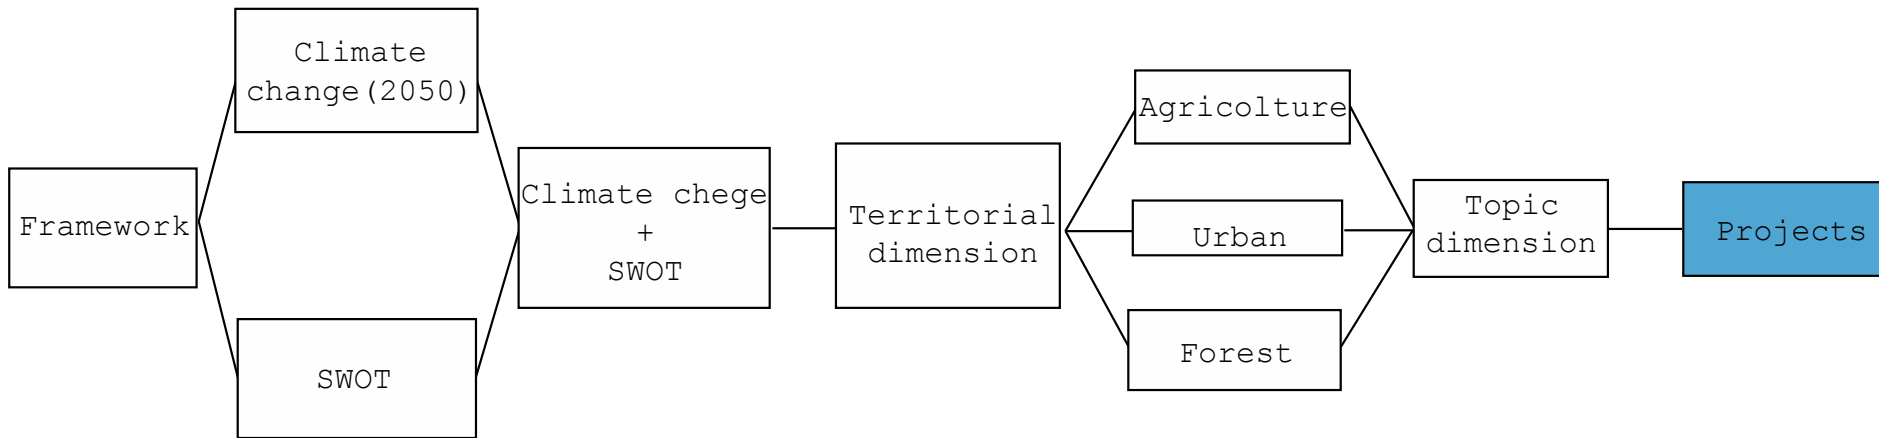 Framework
Climate
change(2050)
SWOT
Climate chege
+
SWOT
Territorial
dimension
Agricolture
Urban
Forest
Topic
dimension
Projects